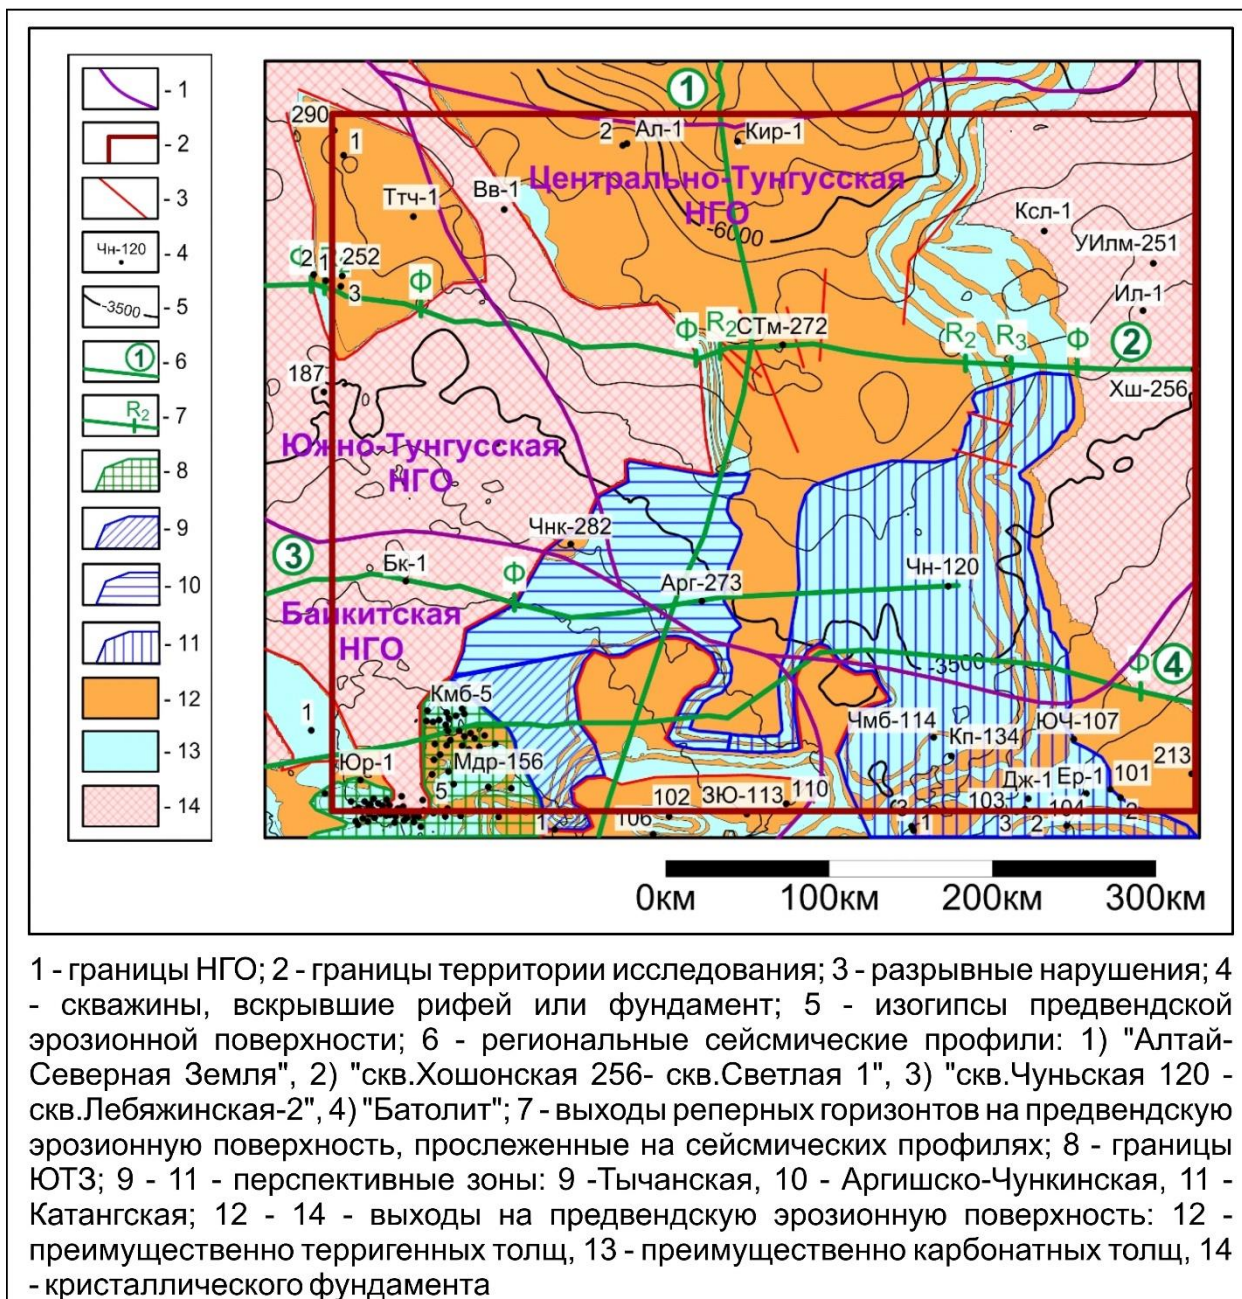 - 1
- 2
- 3
Чн-120
- 4
-3500
- 5
1
- 6
R2
- 7
- 8
- 9
- 10
- 11
- 12
- 13
- 14
1
290
1
2
Ал-1
Кир-1
Ттч-1
Вв-1
Центрально-Тунгусская
НГО
-6000
Ксл-1
УИлм-251
Ил-1
2
1
252
3
Ф
Ф
R2
СТм-272
R2
R3
Ф
2
Хш-256
187
Южно-Тунгусская
НГО
Чнк-282
3
Бк-1
Ф
Арг-273
Чн-120
Байкитская
НГО
-3500
Ф
4
Кмб-5
1
Чмб-114
ЮЧ-107
Кп-134
Юр-1
Мдр-156
213
5
102
ЗЮ-113
110
Дж-1
Ер-1
101
103
104
106
1
3
-1
3
2
2
0км
100км
200км
300км
1 - границы НГО; 2 - границы территории исследования; 3 - разрывные нарушения; 4
- скважины, вскрывшие рифей или фундамент; 5 - изогипсы предвендской
эрозионной поверхности; 6 - региональные сейсмические профили: 1) "Алтай-
Северная Земля", 2) "скв.Хошонская 256- скв.Светлая 1", 3) "скв.Чуньская 120 -
скв.Лебяжинская-2", 4) "Батолит"; 7 - выходы реперных горизонтов на предвендскую
эрозионную поверхность, прослеженные на сейсмических профилях; 8 - границы
ЮТЗ; 9 - 11 - перспективные зоны: 9 -Тычанская, 10 - Аргишско-Чункинская, 11 -
Катангская; 12 - 14 - выходы на предвендскую эрозионную поверхность: 12 -
преимущественно терригенных толщ, 13 - преимущественно карбонатных толщ, 14
- кристаллического фундамента